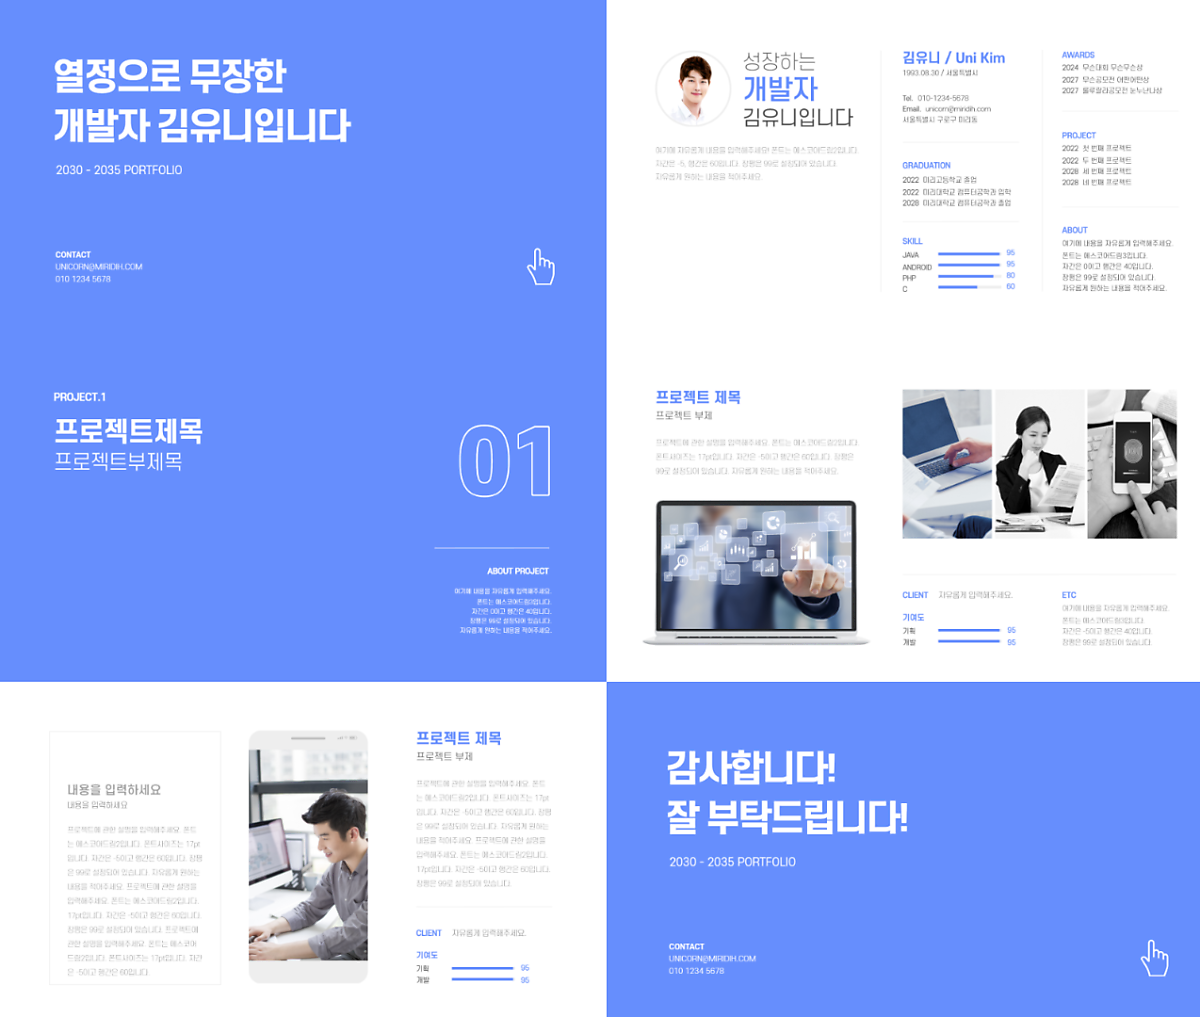 열정으로 무장한
개발자 김유니입니다
2030 - 2035 PORTFOLIO
CONTACT
UNICORN@MIRIDIH.COM
010 1234 5678
성장하는
개발자
김유니입니다
여기에 자유롭게 내용을 입력해주세요! 폰트는 에스코어드림2입니다.
자간은 -5, 행간은 60입니다. 장평은 99로 설정되어 있습니다.
자유롭게 원하는 내용을 적어주세요.
김유니 / Uni Kim
1993.08.30 / 서울특별시
Tel. 010-1234-5678
Email. unicorn@miridih.com
서울특별시 구로구 미리동
GRADUATION
2022 미리고등학교 졸업
2022 미리대학교 컴퓨터공학과 입학
2028 미리대학교 컴퓨터공학과 졸업
SKILL
JAVA 95
ANDROID 95
PHP 80
C 60
AWARDS
2024 무슨대회 무슨무슨상
2027 무슨공모전 어쩐어쩐상
2027 울루랄라공모전 눈누난나상
PROJECT
2022 첫 번째 프로젝트
2022 두 번째 프로젝트
2028 세 번째 프로젝트
2028 네 번째 프로젝트
ABOUT
여기에 내용을 자유롭게 입력해주세요.
폰트는 에스코어드림3입니다.
자간은 0이고 행간은 40입니다.
장평은 99로 설정되어 있습니다.
자유롭게 원하는 내용을 적어주세요.
PROJECT.1
프로젝트제목
프로젝트부제목
01
ABOUT PROJECT
여기에 내용을 자유롭게 입력해주세요.
폰트는 에스코어드림3입니다.
자간은 0이고 행간은 40입니다.
장평은 99로 설정되어 있습니다.
자유롭게 원하는 내용을 적어주세요.
프로젝트 제목
프로젝트 부제
프로젝트에 관한 설명을 입력해주세요. 폰트는 에스코어드림2입니다.
폰트사이즈는 17pt입니다. 자간은 -5이고 행간은 60입니다. 장평은
99로 설정되어 있습니다. 자유롭게 원하는 내용을 적어주세요.
CLIENT 자유롭게 입력해주세요.
기여도
기획 95
개발 95
ETC
여기에 내용을 자유롭게 입력해주세요.
폰트는 에스코어드림3입니다.
자간은 -5이고 행간은 40입니다.
장평은 99로 설정되어 있습니다.
내용을 입력하세요
내용을 입력하세요
프로젝트에 관한 설명을 입력해주세요. 폰트
는 에스코어드림2입니다. 폰트사이즈는 17pt
입니다. 자간은 -5이고 행간은 60입니다. 장평
은 99로 설정되어 있습니다. 자유롭게 원하는
내용을 적어주세요. 프로젝트에 관한 설명을
입력해주세요. 폰트는 에스코어드림2입니다.
17pt입니다. 자간은 -5이고 행간은 60입니다.
장평은 99로 설정되어 있습니다. 프로젝트에
관한 설명을 입력해주세요. 폰트는 에스코어
드림2입니다. 폰트사이즈는 17pt입니다. 자간
은 -5이고 행간은 60입니다.
프로젝트 제목
프로젝트 부제
프로젝트에 관한 설명을 입력해주세요. 폰트
는 에스코어드림2입니다. 폰트사이즈는 17pt
입니다. 자간은 -5이고 행간은 60입니다. 장평
은 99로 설정되어 있습니다. 자유롭게 원하는
내용을 적어주세요. 프로젝트에 관한 설명을
입력해주세요. 폰트는 에스코어드림2입니다.
17pt입니다. 자간은 -5이고 행간은 60입니다.
장평은 99로 설정되어 있습니다.
CLIENT 자유롭게 입력해주세요.
기여도
기획 95
개발 95
감사합니다!
잘 부탁드립니다!
2030 - 2035 PORTFOLIO
CONTACT
UNICORN@MIRIDIH.COM
010 1234 5678